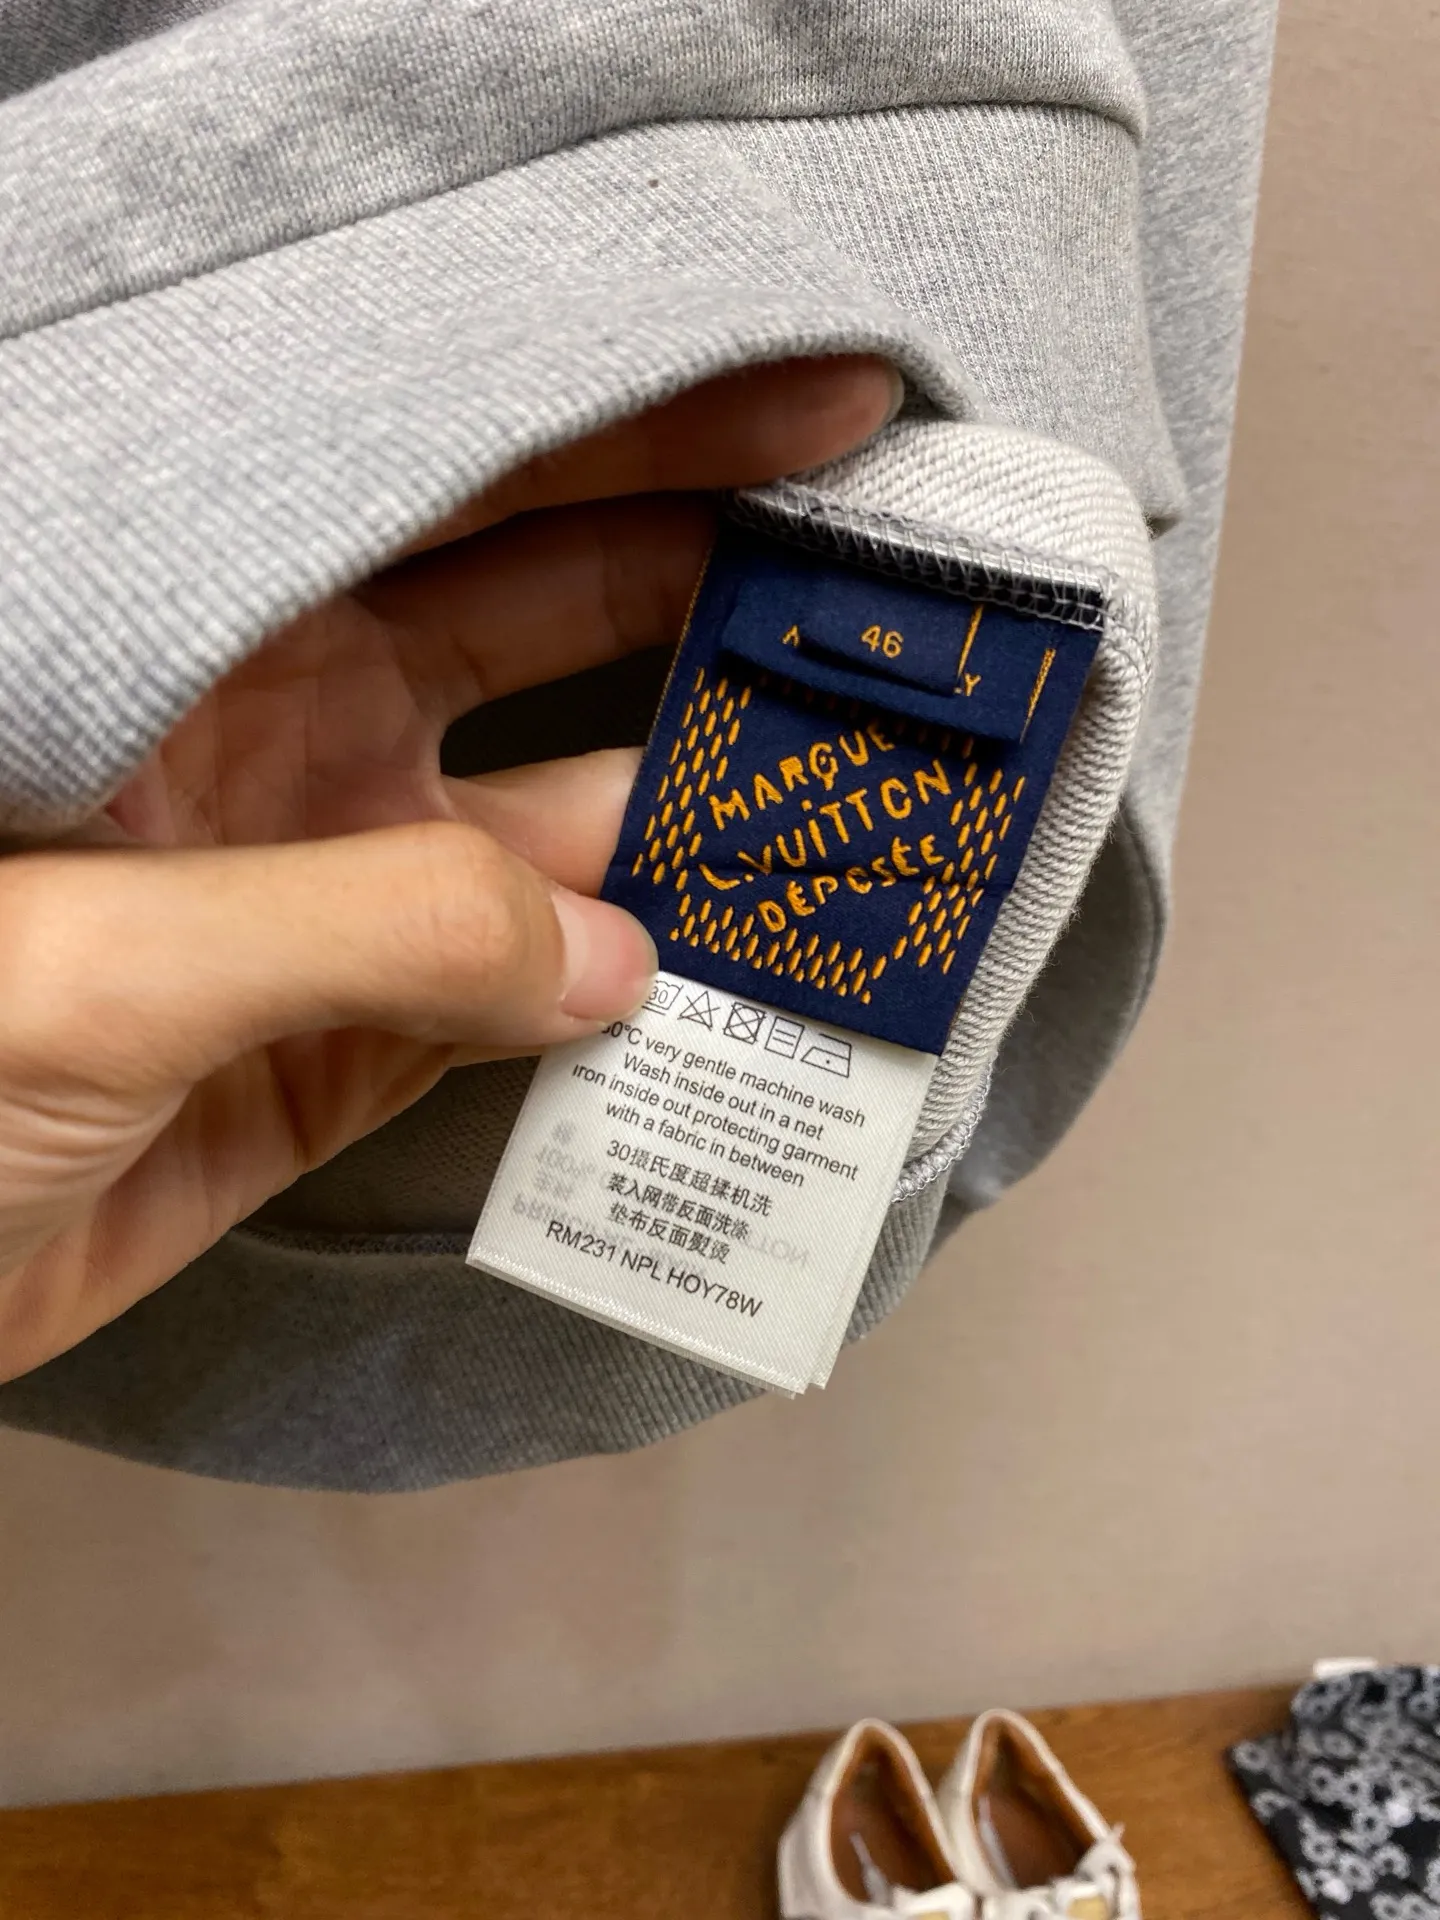 46
MARQUE
L.VUITTON
DÉPOSÉE
30
very gentle machine wash
Wash inside out in a net
Iron inside out protecting garment
with a fabric in between
30摄氏度超揉机洗
装入网带反面洗涤
垫布反面熨烫
RM231 NPL HOY78W